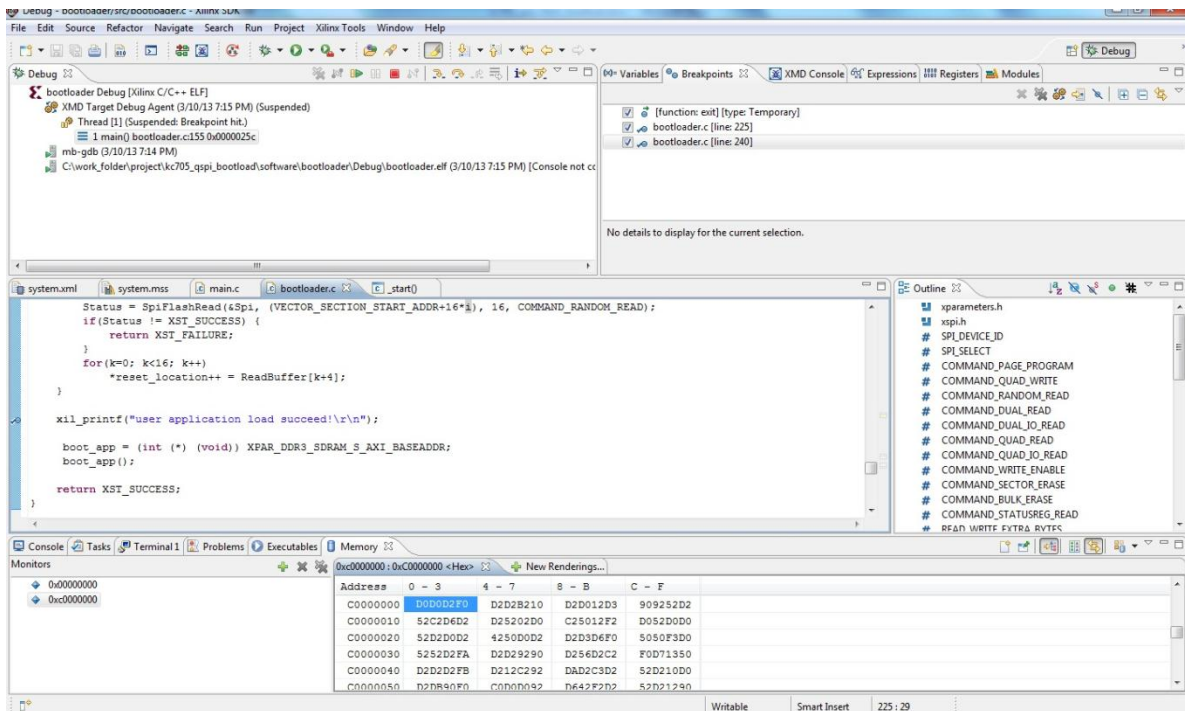 Debug - bootloader/src/bootloader.c - Xilinx SDK
File Edit Source Refactor Navigate Search Run Project Xilinx Tools Window Help
Debug
Debug
bootloader Debug [Xilinx C/C++ ELF]
XMD Target Debug Agent (3/10/13 7:15 PM) (Suspended)
Thread [1] (Suspended: Breakpoint hit.)
1 main() bootloader.c:155 0x0000025c
mb-gdb (3/10/13 7:14 PM)
C:\work_folder\project\kc705_qspi_bootload\software\bootloader\Debug\bootloader.elf (3/10/13 7:15 PM) [Console not cc
Variables Breakpoints XMD Console Expressions Registers Modules
[function: exit] [type: Temporary]
bootloader.c [line: 225]
bootloader.c [line: 240]
No details to display for the current selection.
system.xml system.mss main.c bootloader.c _start()
Status = SpiFlashRead(&Spi, (VECTOR_SECTION_START_ADDR+16*i), 16, COMMAND_RANDOM_READ);
if(Status != XST_SUCCESS) {
return XST_FAILURE;
}
for(k=0; k<16; k++)
*reset_location++ = ReadBuffer[k+4];
}
xil_printf("user application load succeed!\r\n");
boot_app = (int (*) (void)) XPAR_DDR3_SDRAM_S_AXI_BASEADDR;
boot_app();
return XST_SUCCESS;
}
Outline
xparameters.h
xspi.h
# SPI_DEVICE_ID
# SPI_SELECT
# COMMAND_PAGE_PROGRAM
# COMMAND_QUAD_WRITE
# COMMAND_RANDOM_READ
# COMMAND_DUAL_READ
# COMMAND_DUAL_IO_READ
# COMMAND_QUAD_READ
# COMMAND_QUAD_IO_READ
# COMMAND_WRITE_ENABLE
# COMMAND_SECTOR_ERASE
# COMMAND_BULK_ERASE
# COMMAND_STATUSREG_READ
# READ_WRITE_EXTRA_BYTES
Console Tasks Terminal 1 Problems Executables Memory
Monitors
0x00000000
0xc0000000
0xc0000000 : 0xC0000000 <Hex> New Renderings...
Address 0 - 3 4 - 7 8 - B C - F
C0000000 D0D0D2F0 D2D2B210 D2D012D3 909252D2
C0000010 52C2D6D2 D25202D0 C25012F2 D052D0D0
C0000020 52D2D0D2 4250D0D2 D2D3D6F0 5050F3D0
C0000030 5252D2FA D2D29290 D256D2C2 F0D71350
C0000040 D2D2D2FB D212C292 DAD2C3D2 52D210D0
C0000050 D2DB90F0 C0D0D092 D642F2D2 52D21290
Writable Smart Insert 225 : 29